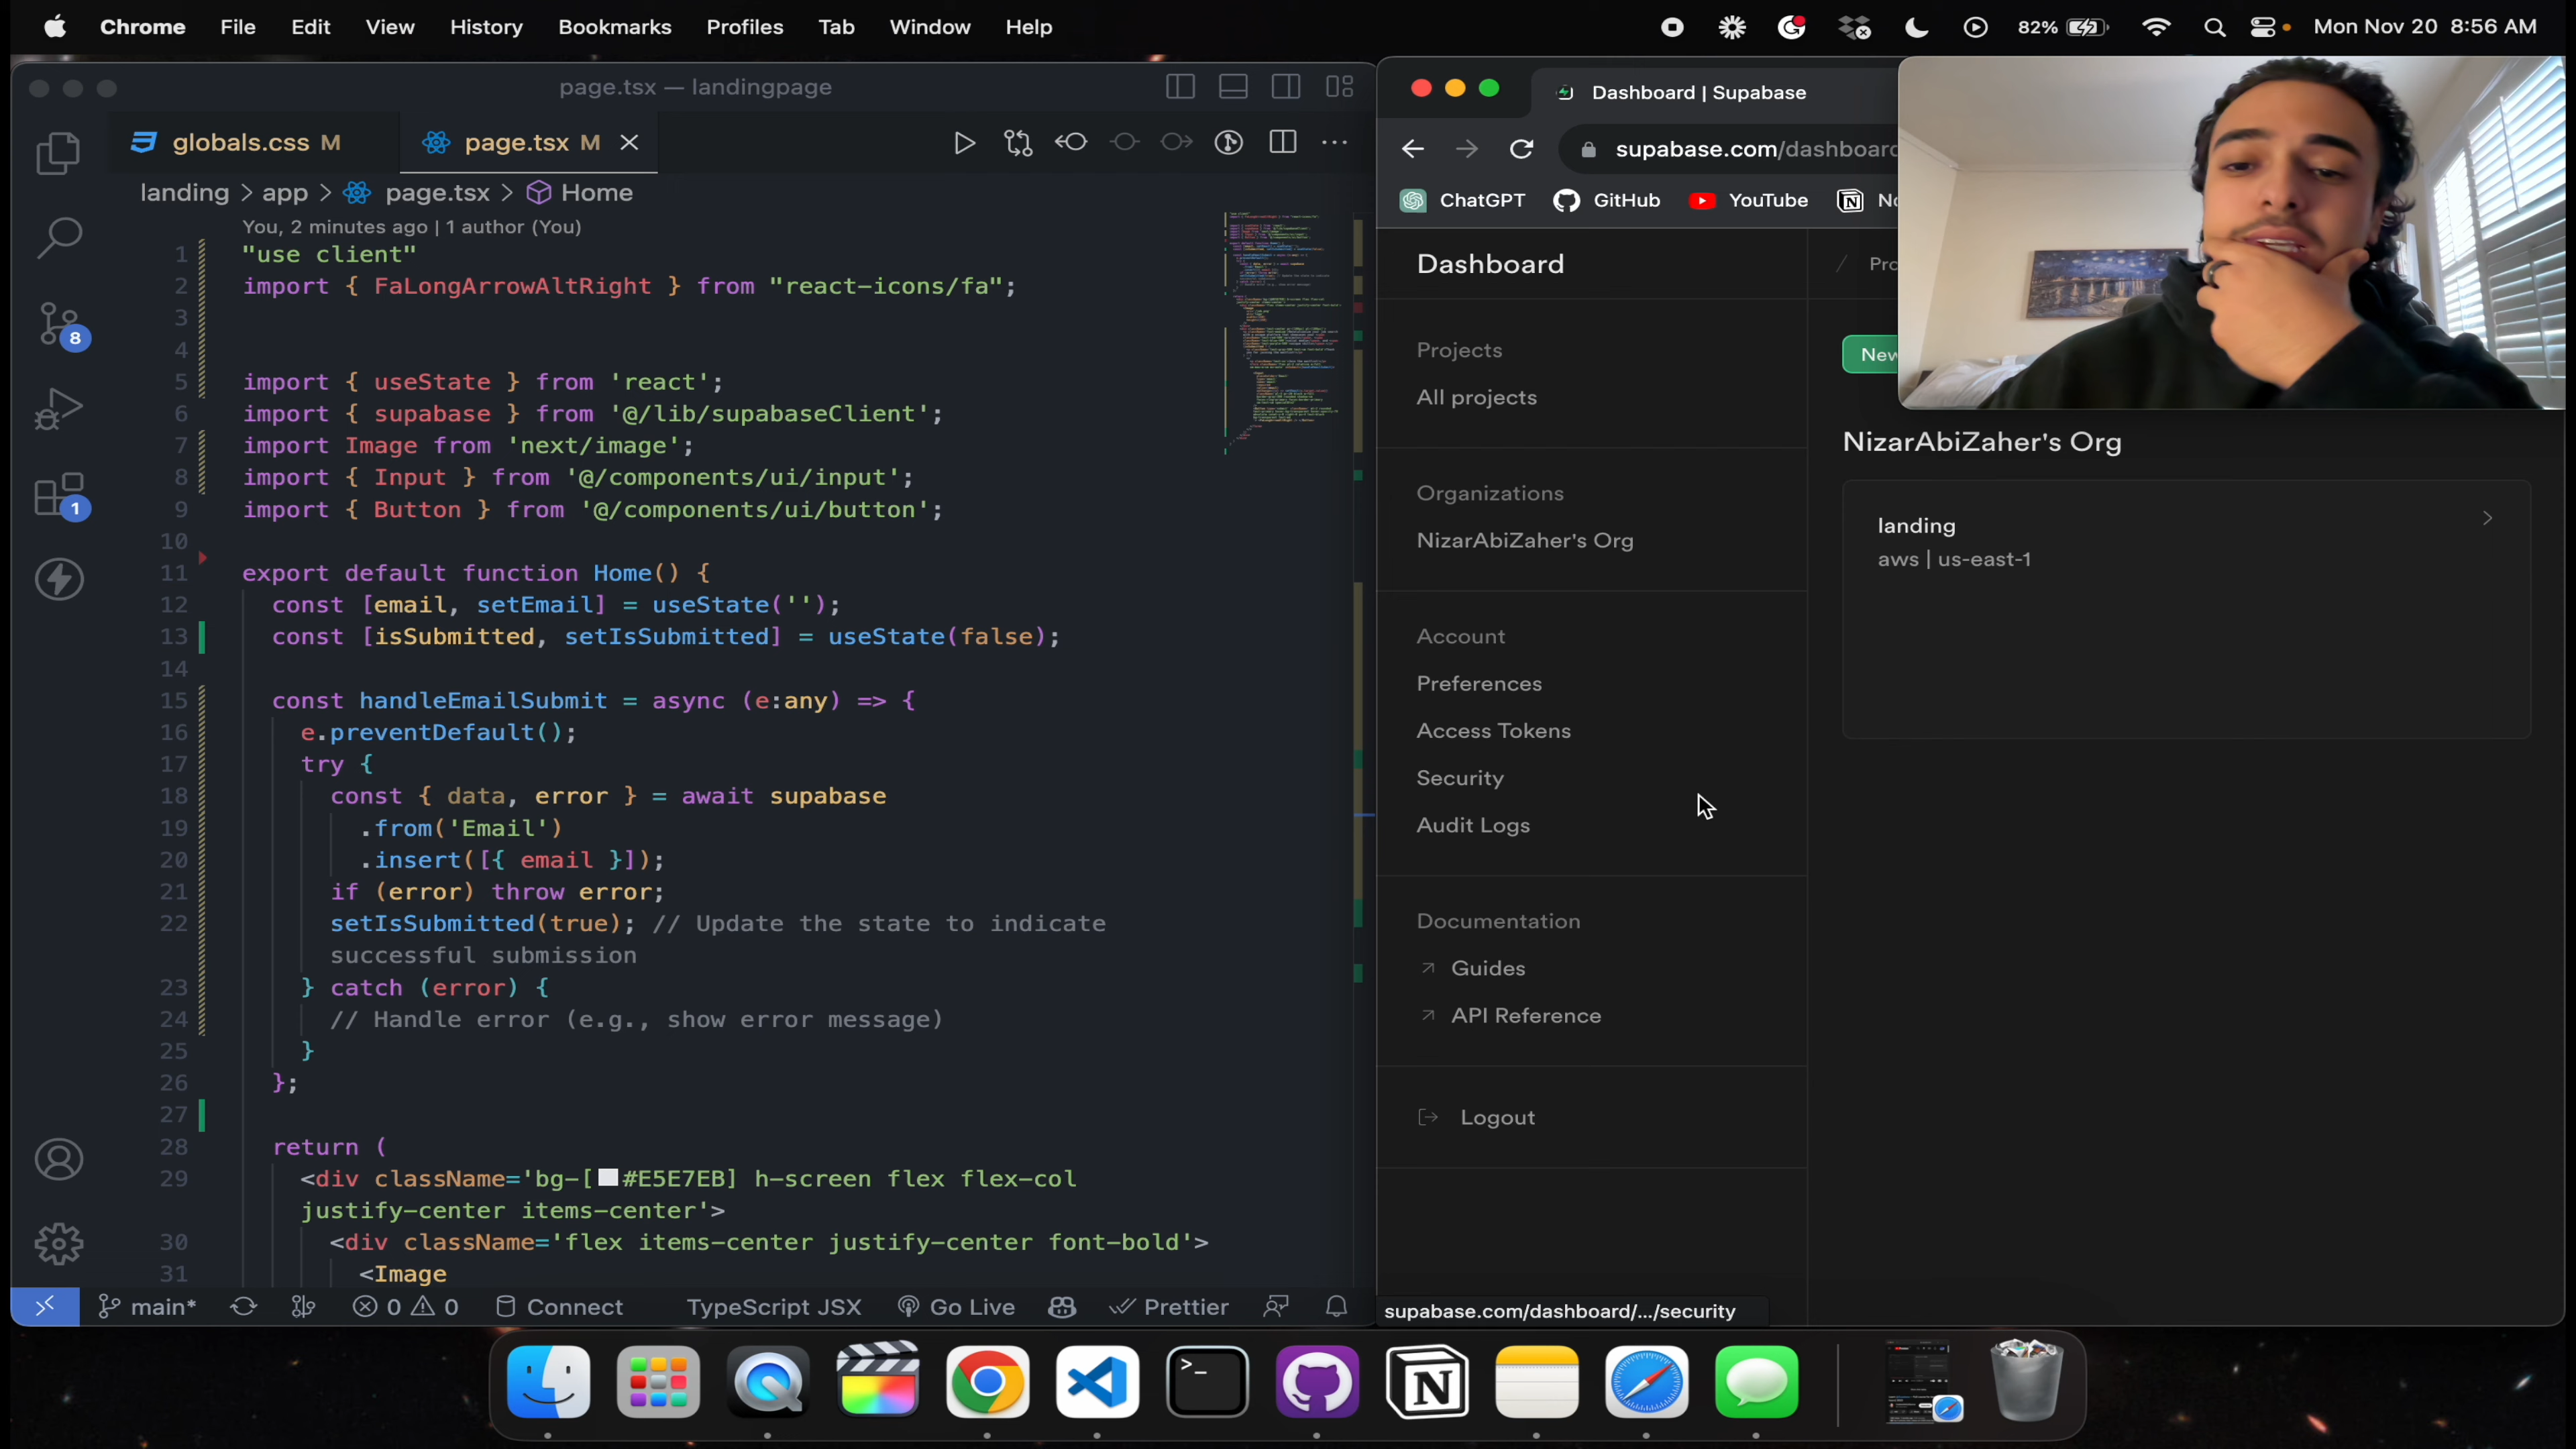 Chrome File Edit View History Bookmarks Profiles Tab Window Help
82% Mon Nov 20 8:56 AM
page.tsx — landingpage
globals.css M
page.tsx M
landing > app > page.tsx > Home
You, 2 minutes ago | 1 author (You)
1 "use client"
2 import { FaLongArrowAltRight } from "react-icons/fa";
3
4
5 import { useState } from 'react';
6 import { supabase } from '@/lib/supabaseClient';
7 import Image from 'next/image';
8 import { Input } from '@/components/ui/input';
9 import { Button } from '@/components/ui/button';
10
11 export default function Home() {
12 const [email, setEmail] = useState('');
13 const [isSubmitted, setIsSubmitted] = useState(false);
14
15 const handleEmailSubmit = async (e:any) => {
16 e.preventDefault();
17 try {
18 const { data, error } = await supabase
19 .from('Email')
20 .insert([{ email }]);
21 if (error) throw error;
22 setIsSubmitted(true); // Update the state to indicate
successful submission
23 } catch (error) {
24 // Handle error (e.g., show error message)
25 }
26 };
27
28 return (
29 <div className='bg-[#E5E7EB] h-screen flex flex-col
justify-center items-center'>
30 <div className='flex items-center justify-center font-bold'>
31 <Image
8
1
main* 0 0 Connect TypeScript JSX Go Live Prettier
Dashboard | Supabase
supabase.com/dashboard
ChatGPT GitHub YouTube
Dashboard
Projects
All projects
Organizations
NizarAbiZaher's Org
Account
Preferences
Access Tokens
Security
Audit Logs
Documentation
Guides
API Reference
Logout
New
NizarAbiZaher's Org
landing
aws | us-east-1
supabase.com/dashboard/.../security